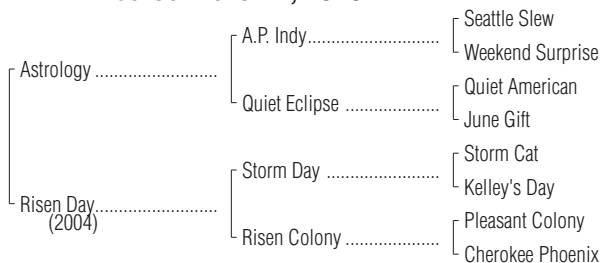 Seattle Slew
A.P. Indy
Weekend Surprise
Astrology
Quiet American
Quiet Eclipse
June Gift
Storm Cat
Storm Day
Kelley's Day
Risen Day
(2004)
Pleasant Colony
Risen Colony
Cherokee Phoenix